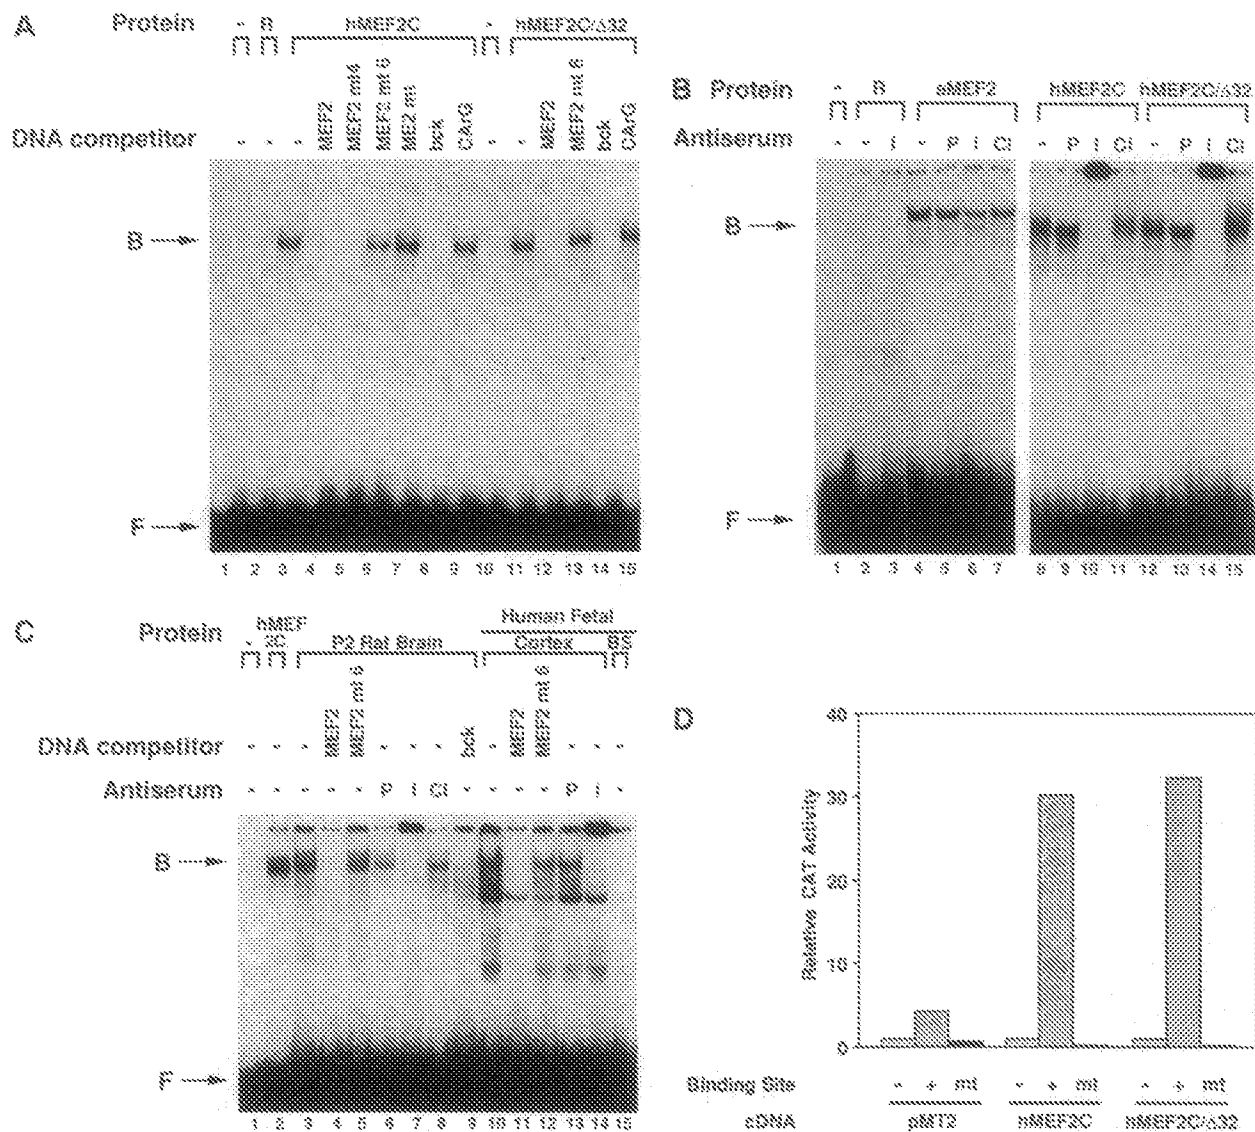 A
Protein - R hMEF2C - hMEF2C/Δ32
DNA competitor - - - MEF2 MEF2 mt4 MEF2 mt 6 ME2 mt bck CArG - - MEF2 MEF2 mt 6 bck CArG
B
F
1 2 3 4 5 6 7 8 9 10 11 12 13 14 15
B
Protein - R aMEF2 hMEF2C hMEF2C/Δ32
Antiserum - - I - P I CI - P I CI - P I CI
B
F
1 2 3 4 5 6 7 8 9 10 11 12 13 14 15
C
Protein - hMEF 2C P2 Rat Brain Human Fetal Cortex BS
DNA competitor - - - MEF2 MEF2 mt 6 - - - bck - MEF2 MEF2 mt 6 - - -
Antiserum - - - - - P I CI - - - - P I -
B
F
1 2 3 4 5 6 7 8 9 10 11 12 13 14 15
D
Relative CAT Activity
40
30
20
10
0
Binding Site - + mt - + mt - + mt
cDNA pMT2 hMEF2C hMEF2C/Δ32